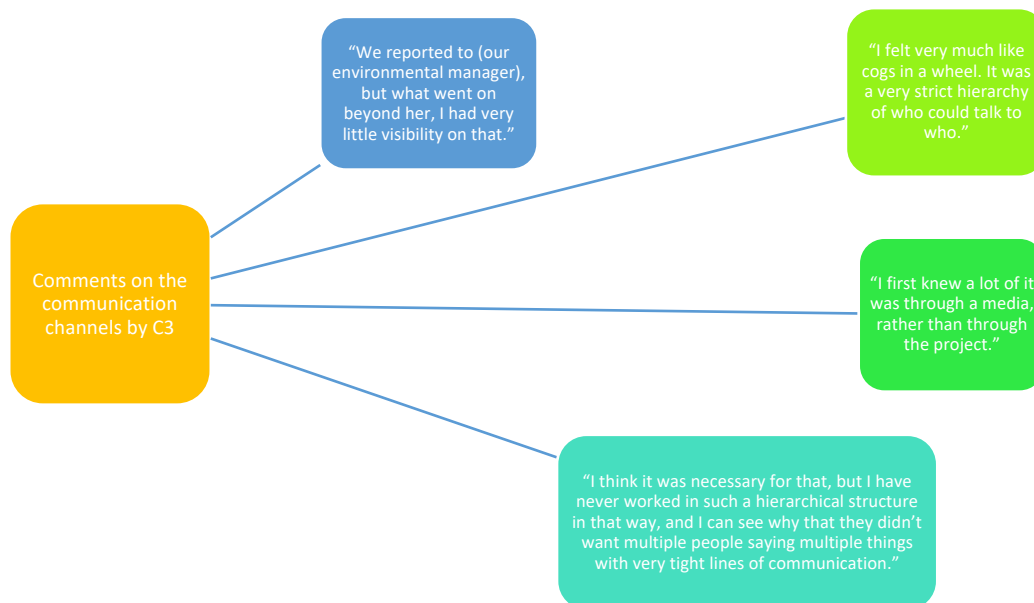 “We reported to (our
environmental manager),
but what went on
beyond her, I had very
little visibility on that.”
“I felt very much like
cogs in a wheel. It was
a very strict hierarchy
of who could talk to
who.”
Comments on the
communication
channels by C3
“I first knew a lot of it
was through a media,
rather than through
the project.”
“I think it was necessary for that, but I have
never worked in such a hierarchical structure
in that way, and I can see why that they didn’t
want multiple people saying multiple things
with very tight lines of communication.”